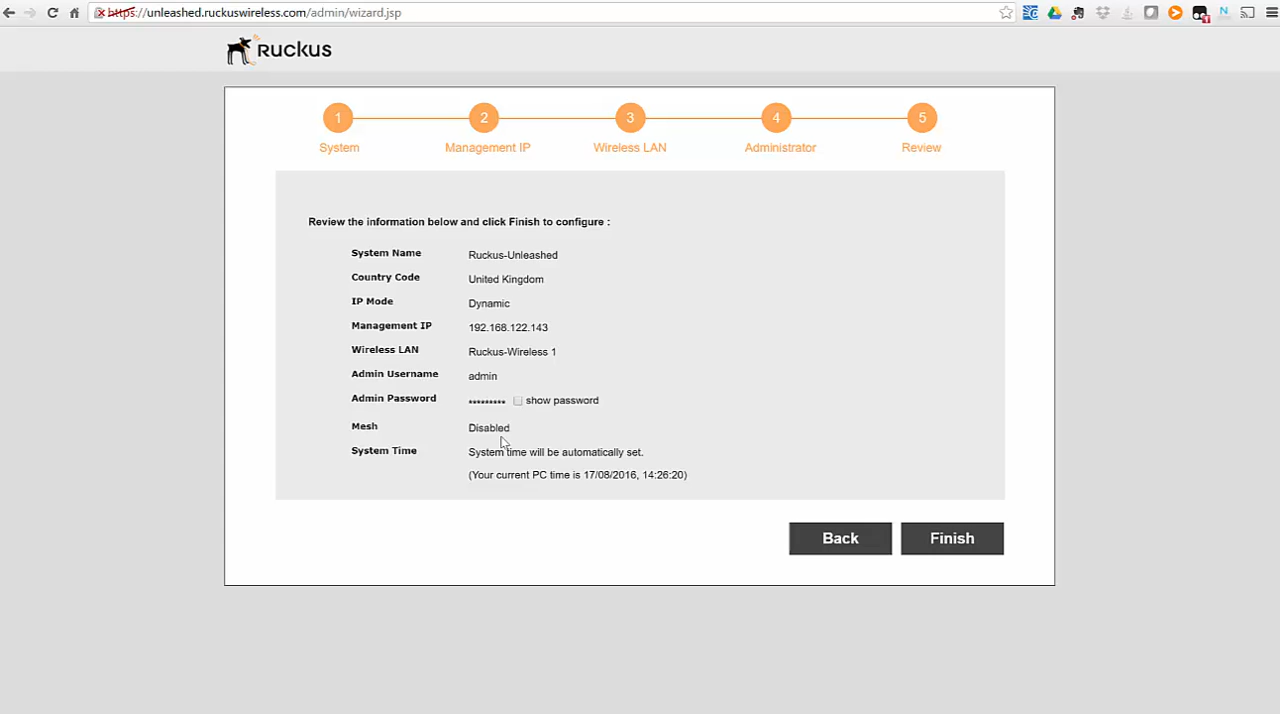 https://unleashed.ruckuswireless.com/admin/wizard.jsp
Ruckus
1 2 3 4 5
System Management IP Wireless LAN Administrator Review
Review the information below and click Finish to configure :
System Name Ruckus-Unleashed
Country Code United Kingdom
IP Mode Dynamic
Management IP 192.168.122.143
Wireless LAN Ruckus-Wireless 1
Admin Username admin
Admin Password ********* show password
Mesh Disabled
System Time System time will be automatically set.
(Your current PC time is 17/08/2016, 14:26:20)
Back Finish